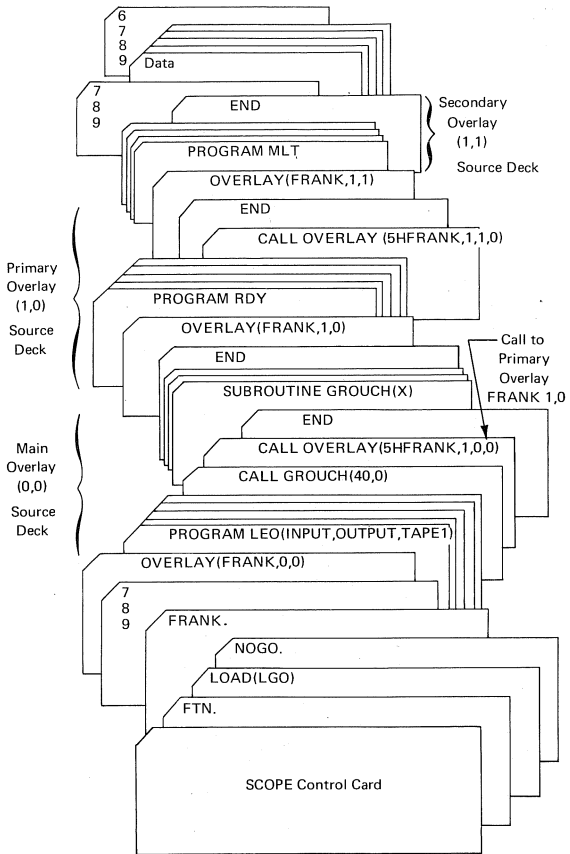 6
7
8
9
Data
7
8
9
END
Secondary
Overlay
(1,1)
Source Deck
PROGRAM MLT
OVERLAY(FRANK,1,1)
END
CALL OVERLAY (5HFRANK,1,1,0)
Primary
Overlay
(1,0)
Source
Deck
PROGRAM RDY
OVERLAY(FRANK,1,0)
END
Call to
Primary
Overlay
FRANK 1,0
SUBROUTINE GROUCH(X)
END
Main
Overlay
(0,0)
Source
Deck
CALL OVERLAY(5HFRANK,1,0,0)
CALL GROUCH(40,0)
PROGRAM LEO(INPUT,OUTPUT,TAPE1)
OVERLAY(FRANK,0,0)
7
8
9
FRANK.
NOGO.
LOAD(LGO)
FTN.
SCOPE Control Card